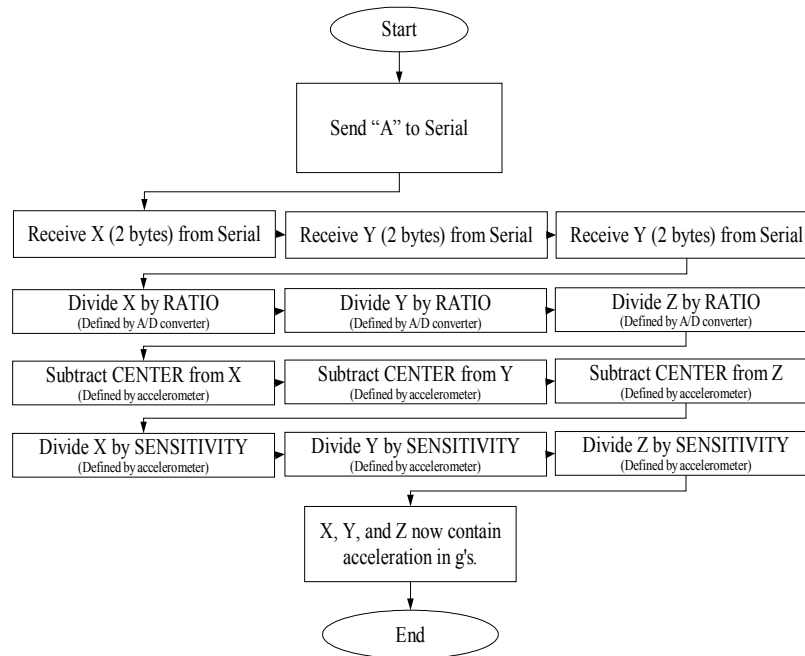 Start
Send “A” to Serial
Receive X (2 bytes) from Serial
Receive Y (2 bytes) from Serial
Receive Y (2 bytes) from Serial
Divide X by RATIO
(Defined by A/D converter)
Divide Y by RATIO
(Defined by A/D converter)
Divide Z by RATIO
(Defined by A/D converter)
Subtract CENTER from X
(Defined by accelerometer)
Subtract CENTER from Y
(Defined by accelerometer)
Subtract CENTER from Z
(Defined by accelerometer)
Divide X by SENSITIVITY
(Defined by accelerometer)
Divide Y by SENSITIVITY
(Defined by accelerometer)
Divide Z by SENSITIVITY
(Defined by accelerometer)
X, Y, and Z now contain
acceleration in g's.
End